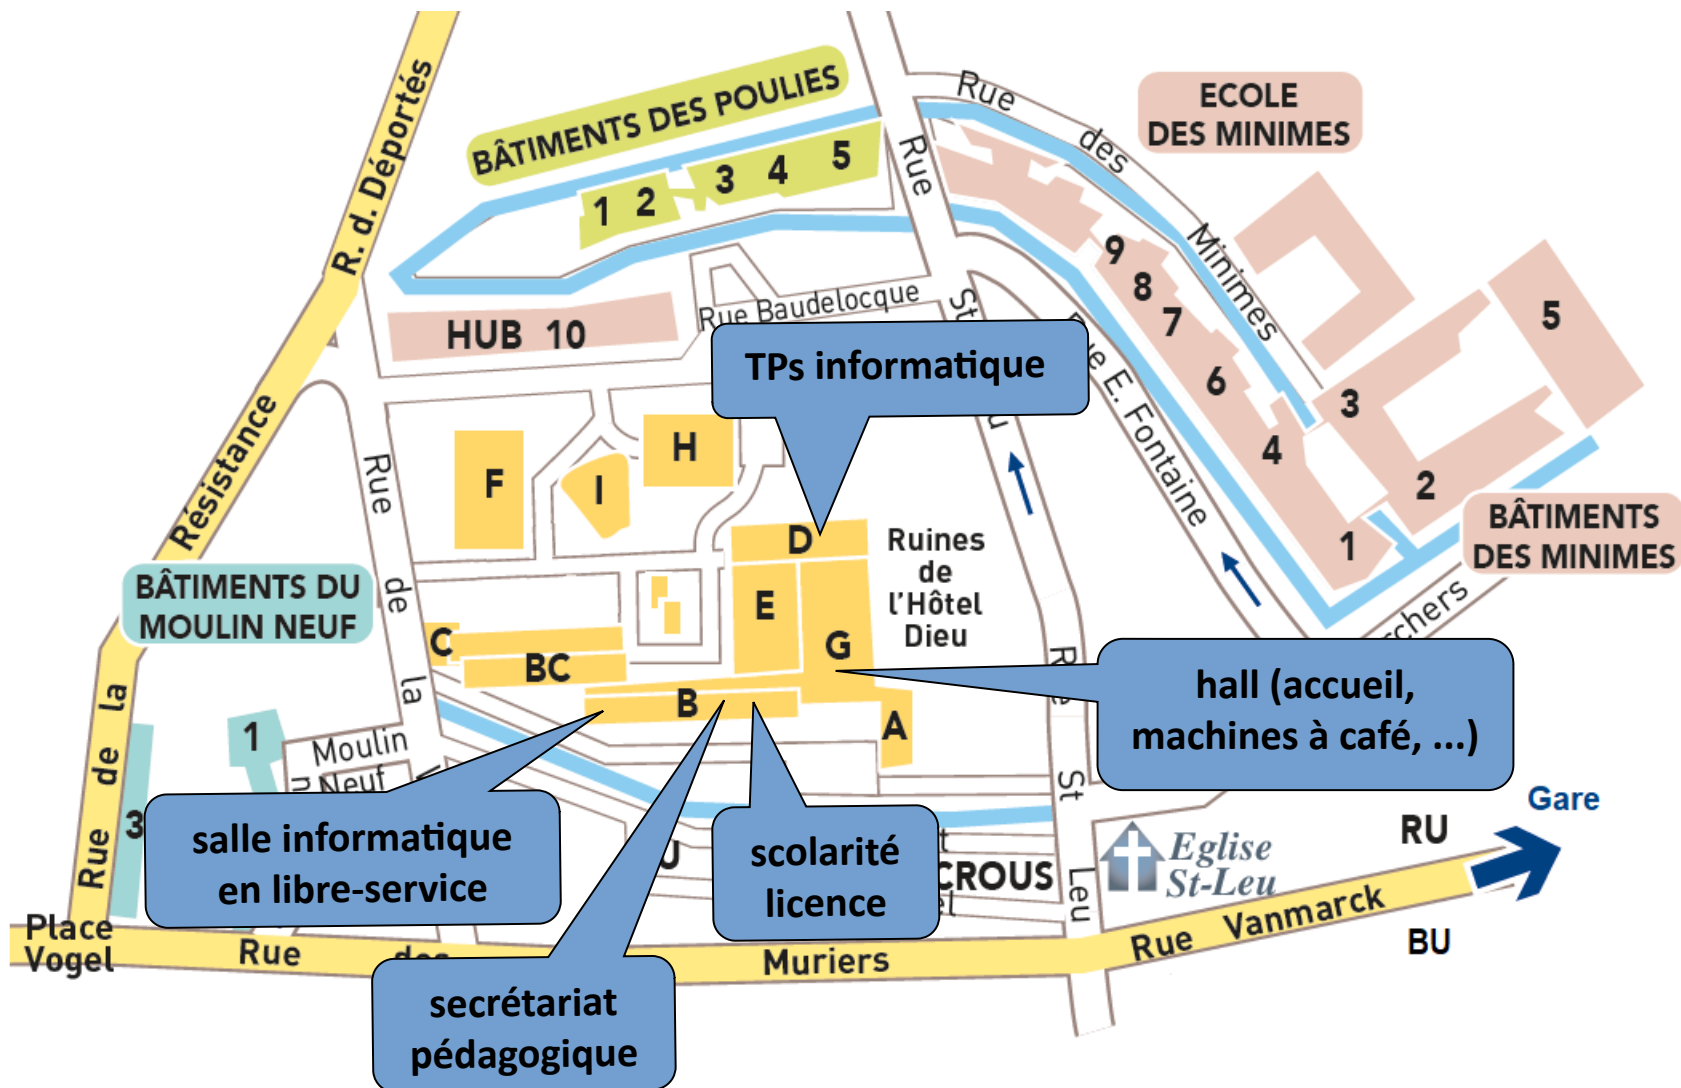 R. d. Déportés
Résistance
Rue de la
BÂTIMENTS DES POULIES
1 2 3 4 5
Rue des Minimes
ECOLE
DES MINIMES
Rue
St
HUB 10
Rue Baudelocque
9
8
7
6
5
4
3
2
1
TPs informatique
Rue E. Fontaine
BÂTIMENTS
DES MINIMES
F
I
H
D
E
G
C
BC
B
A
Ruines
de
l'Hôtel
Dieu
Rue de la
BÂTIMENTS DU
MOULIN NEUF
1
3
Moulin
Neuf
hall (accueil,
machines à café, ...)
St
Leu
salle informatique
en libre-service
scolarité
licence
secrétariat
pédagogique
CROUS
Eglise
St-Leu
RU
Gare
BU
Place
Vogel
Rue des Muriers
Rue Vanmarck